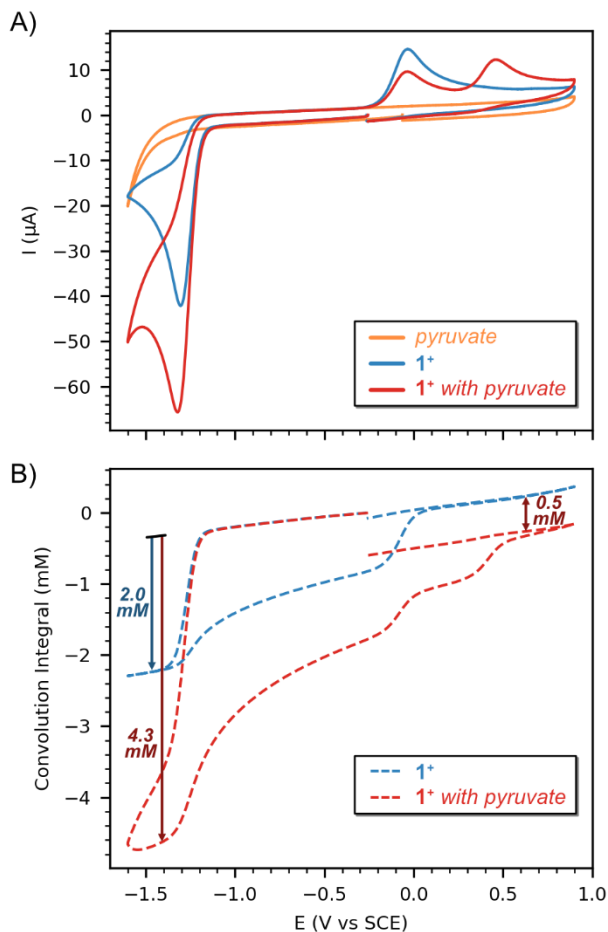 A)
10
0
−10
−20
−30
−40
−50
−60
I (µA)
pyruvate
1⁺
1⁺ with pyruvate
B)
0
−1
−2
−3
−4
Convolution Integral (mM)
0.5
mM
2.0
mM
4.3
mM
1⁺
1⁺ with pyruvate
−1.5 −1.0 −0.5 0.0 0.5 1.0
E (V vs SCE)